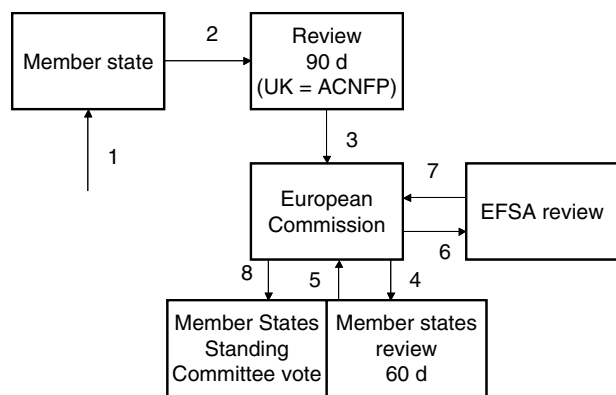 Member state
2
Review
90 d
(UK = ACNFP)
1
3
European
Commission
7
6
EFSA review
8
5
4
Member States
Standing
Committee vote
Member states
review
60 d